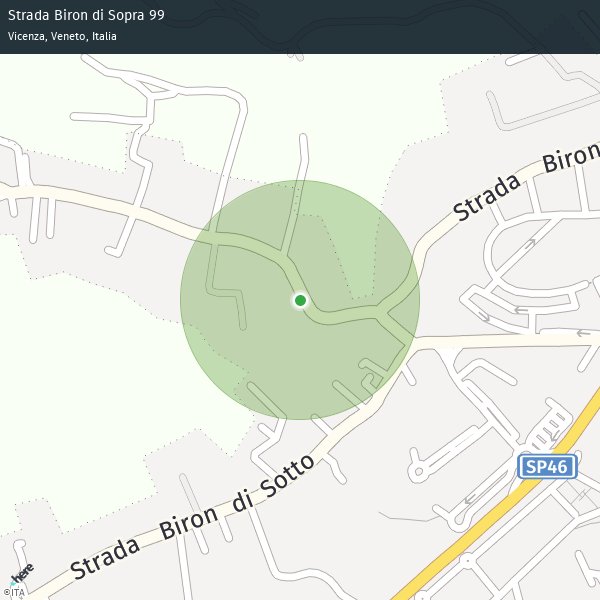 Strada Biron di Sopra 99
Vicenza, Veneto, Italia
Strada Biron
SP46
Strada Biron di Sotto
here
©ITA